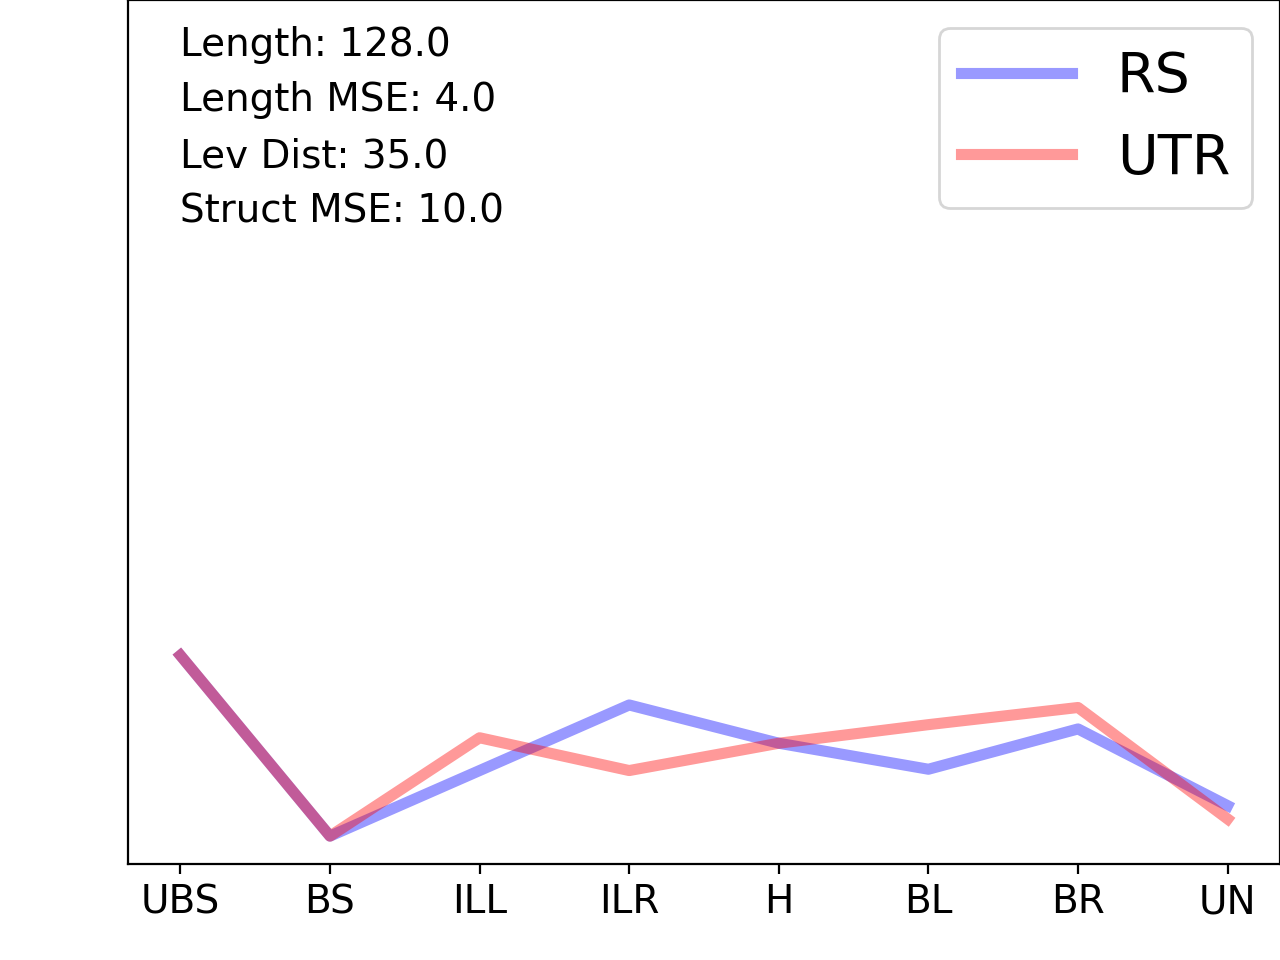 Length: 128.0
Length MSE: 4.0
Lev Dist: 35.0
Struct MSE: 10.0
RS
UTR
UBS BS ILL ILR H BL BR UN